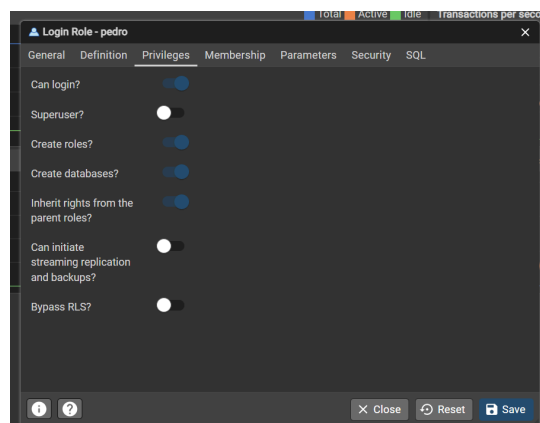 Total Active Idle Transactions per seco
Login Role - pedro
General Definition Privileges Membership Parameters Security SQL
Can login?
Superuser?
Create roles?
Create databases?
Inherit rights from the
parent roles?
Can initiate
streaming replication
and backups?
Bypass RLS?
Close Reset Save